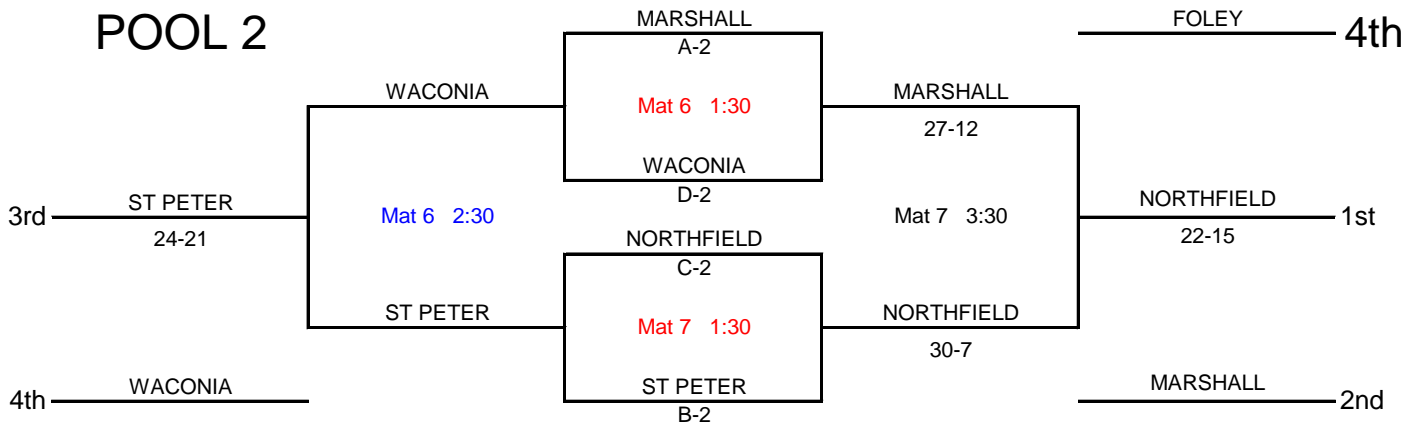 POOL 2
MARSHALL
FOLEY
4th
A-2
WACONIA
Mat 6 1:30
MARSHALL
27-12
WACONIA
D-2
3rd
ST PETER
24-21
Mat 6 2:30
Mat 7 3:30
NORTHFIELD
22-15
1st
NORTHFIELD
C-2
ST PETER
Mat 7 1:30
NORTHFIELD
30-7
4th
WACONIA
ST PETER
B-2
MARSHALL
2nd